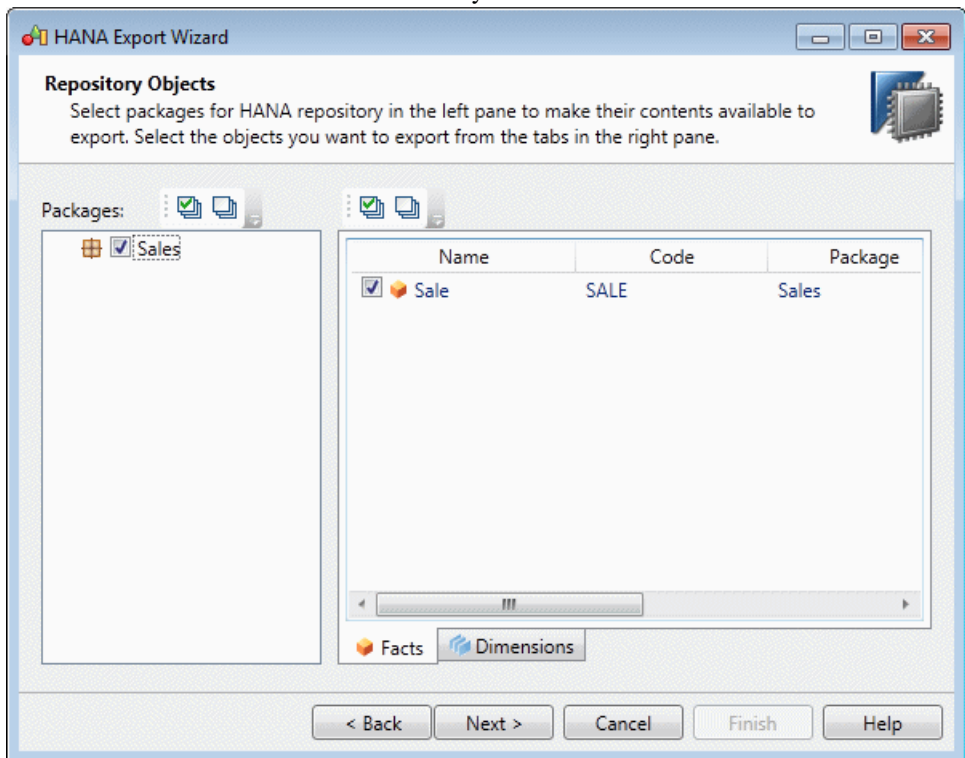 HANA Export Wizard
Repository Objects
Select packages for HANA repository in the left pane to make their contents available to
export. Select the objects you want to export from the tabs in the right pane.
Packages:
Sales
Name Code Package
Sale SALE Sales
Facts Dimensions
< Back Next > Cancel Finish Help